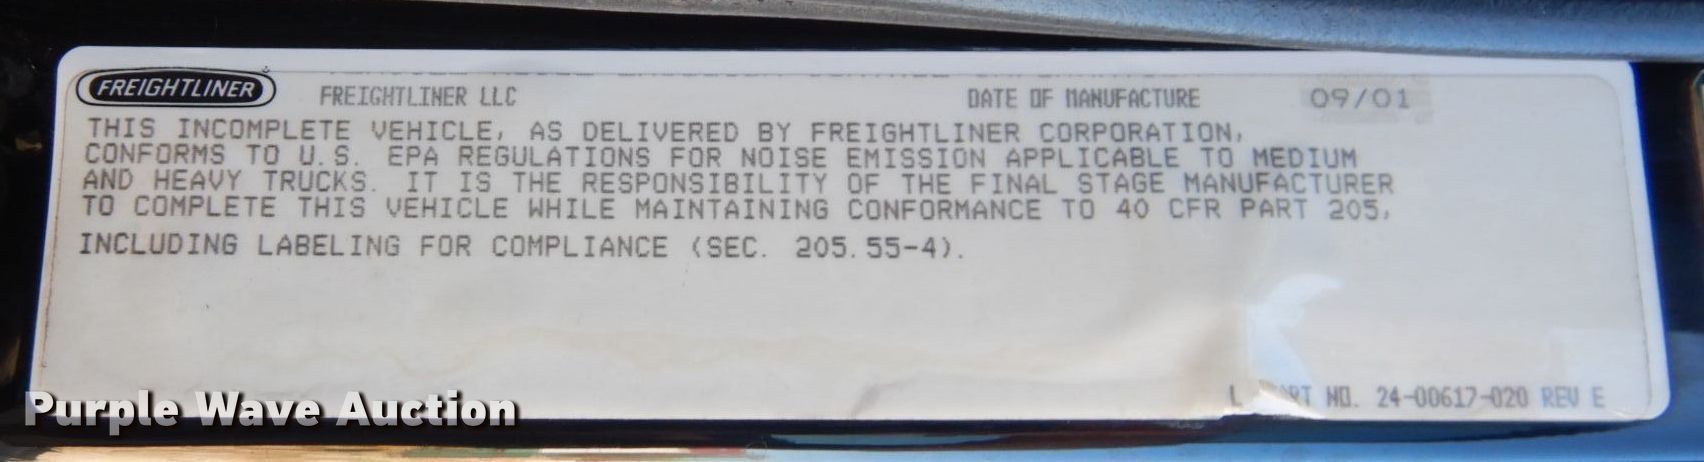 FREIGHTLINER FREIGHTLINER LLC DATE OF MANUFACTURE 09/01
THIS INCOMPLETE VEHICLE, AS DELIVERED BY FREIGHTLINER CORPORATION,
CONFORMS TO U.S. EPA REGULATIONS FOR NOISE EMISSION APPLICABLE TO MEDIUM
AND HEAVY TRUCKS. IT IS THE RESPONSIBILITY OF THE FINAL STAGE MANUFACTURER
TO COMPLETE THIS VEHICLE WHILE MAINTAINING CONFORMANCE TO 40 CFR PART 205,
INCLUDING LABELING FOR COMPLIANCE (SEC. 205.55-4).
NO. 24-00617-020 REV E
Purple Wave Auction